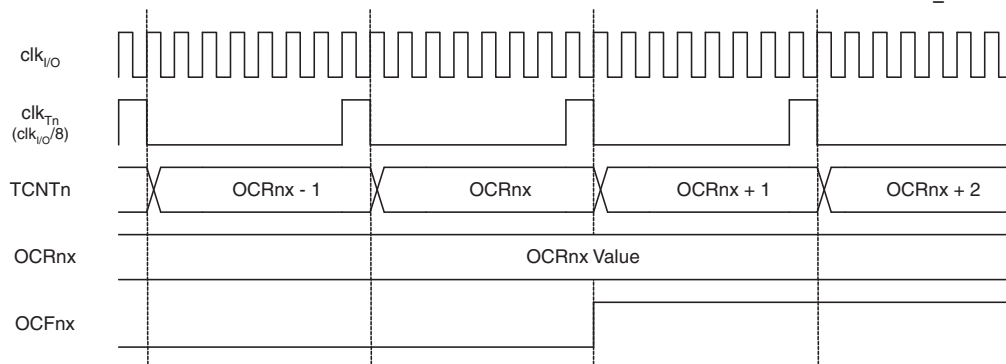 clkI/O
clkTn
(clkI/O/8)
TCNTn OCRnx - 1 OCRnx OCRnx + 1 OCRnx + 2
OCRnx OCRnx Value
OCFnx